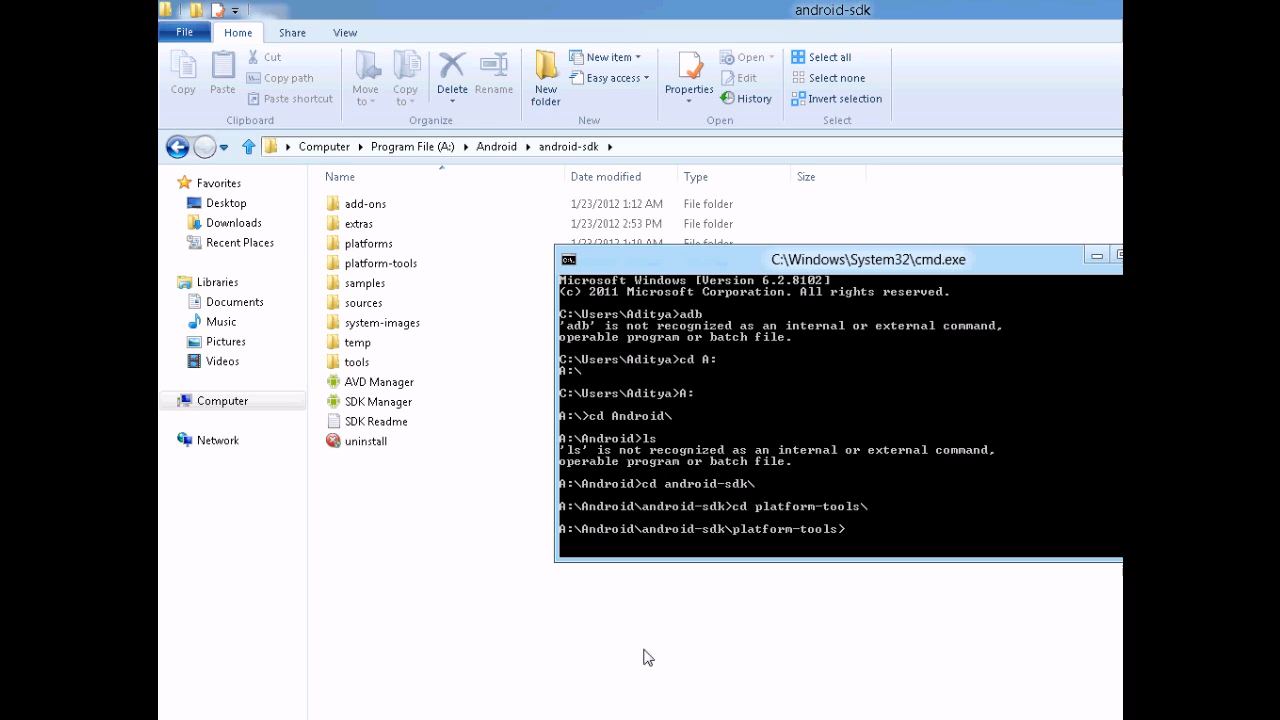 android-sdk
File Home Share View
Cut
Copy path
Paste shortcut
Copy Paste
Clipboard
Move to Copy to Delete Rename
Organize
New folder
New item
Easy access
New
Properties
Open
Edit
History
Open
Select all
Select none
Invert selection
Select
Computer Program File (A:) Android android-sdk
Favorites
Desktop
Downloads
Recent Places
Libraries
Documents
Music
Pictures
Videos
Computer
Network
Name Date modified Type Size
add-ons 1/23/2012 1:12 AM File folder
extras 1/23/2012 2:53 PM File folder
platforms 1/23/2012 1:10 AM File folder
platform-tools
samples
sources
system-images
temp
tools
AVD Manager
SDK Manager
SDK Readme
uninstall
C:\Windows\System32\cmd.exe
Microsoft Windows [Version 6.2.8102]
(c) 2011 Microsoft Corporation. All rights reserved.
C:\Users\Aditya>adb
'adb' is not recognized as an internal or external command,
operable program or batch file.
C:\Users\Aditya>cd A:
A:\
C:\Users\Aditya>A:
A:\>cd Android\
A:\Android>ls
'ls' is not recognized as an internal or external command,
operable program or batch file.
A:\Android>cd android-sdk\
A:\Android\android-sdk>cd platform-tools\
A:\Android\android-sdk\platform-tools>